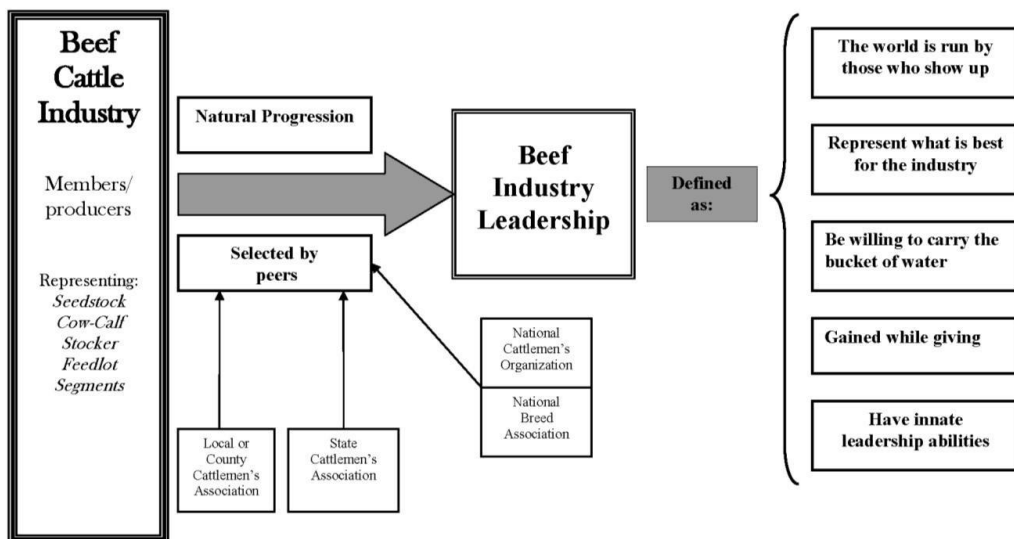 Beef
Cattle
Industry
Members/
producers
Representing:
Seedstock
Cow-Calf
Stocker
Feedlot
Segments
Natural Progression
Selected by
peers
Local or
County
Cattlemen's
Association
State
Cattlemen's
Association
National
Cattlemen's
Organization
National
Breed
Association
Beef
Industry
Leadership
Defined
as:
The world is run by
those who show up
Represent what is best
for the industry
Be willing to carry the
bucket of water
Gained while giving
Have innate
leadership abilities